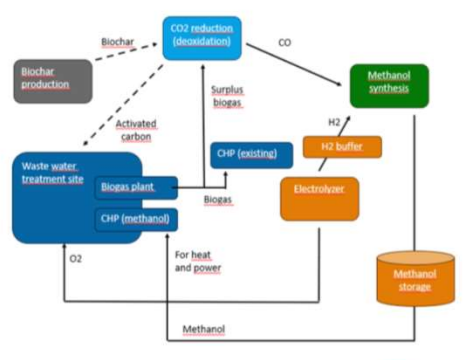 CO2 reduction
(deoxidation)
Biochar
CO
Biochar
production
Methanol
synthesis
Surplus
biogas
Activated
carbon
H2
H2 buffer
CHP (existing)
Waste water
treatment site
Biogas plant
Electrolyzer
Biogas
CHP (methanol)
O2
For heat
and power
Methanol
storage
Methanol